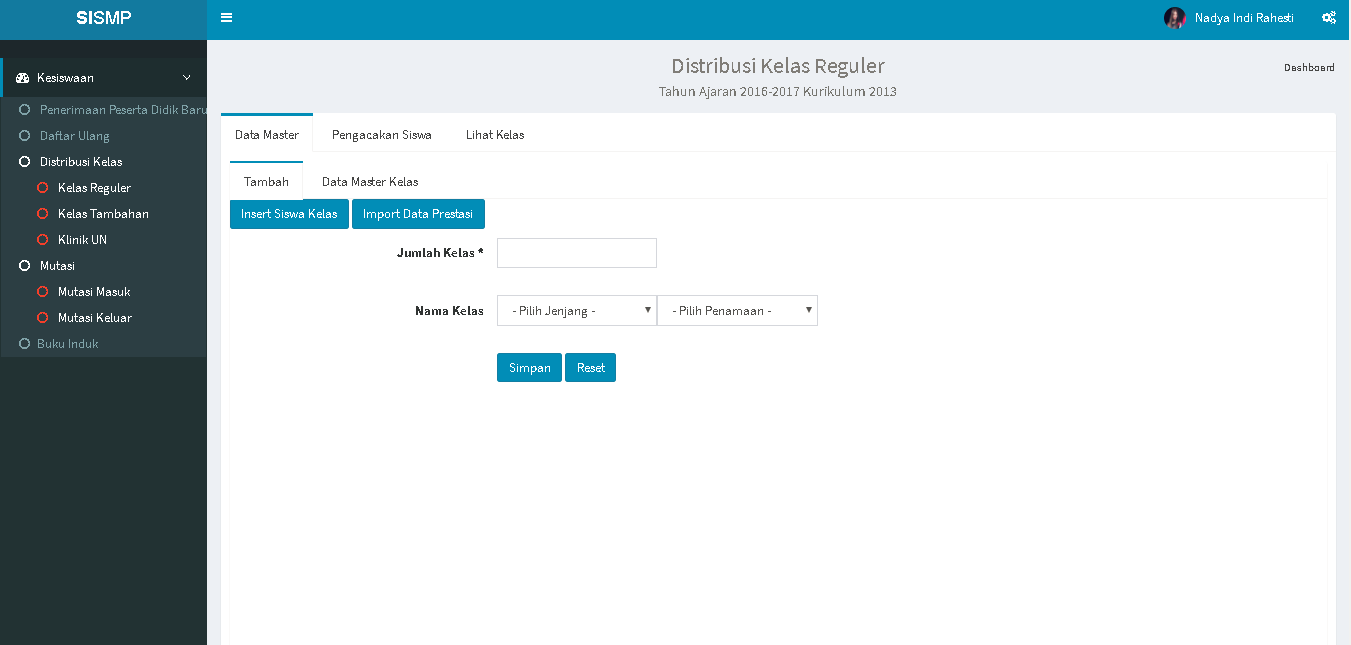 SISMP
Nadya Indi Rahesti
Kesiswaan
Penerimaan Peserta Didik Baru
Daftar Ulang
Distribusi Kelas
Kelas Reguler
Kelas Tambahan
Klinik UN
Mutasi
Mutasi Masuk
Mutasi Keluar
Buku Induk
Distribusi Kelas Reguler
Tahun Ajaran 2016-2017 Kurikulum 2013
Dashboard
Data Master Pengacakan Siswa Lihat Kelas
Tambah Data Master Kelas
Insert Siswa Kelas Import Data Prestasi
Jumlah Kelas *
Nama Kelas - Pilih Jenjang - - Pilih Penamaan -
Simpan Reset